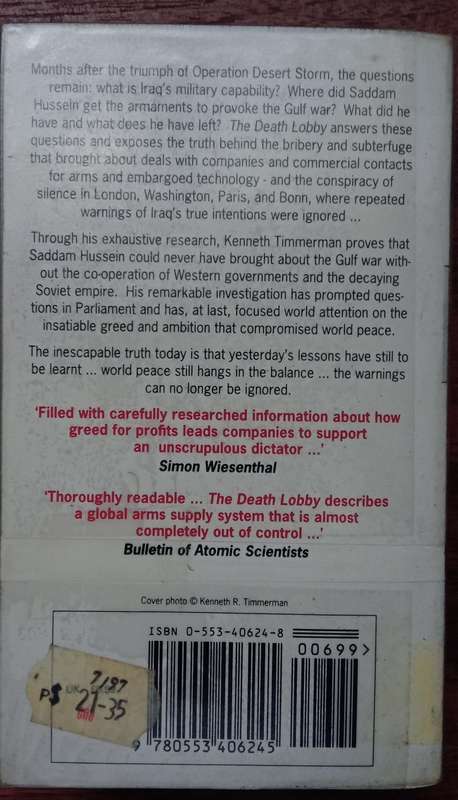 Months after the triumph of Operation Desert Storm, the questions
remain: what is Iraq's military capability? Where did Saddam
Hussein get the armaments to provoke the Gulf war? What did he
have and what does he have left? The Death Lobby answers these
questions and exposes the truth behind the bribery and subterfuge
that brought about deals with companies and commercial contacts
for arms and embargoed technology - and the conspiracy of
silence in London, Washington, Paris, and Bonn, where repeated
warnings of Iraq's true intentions were ignored ...
Through his exhaustive research, Kenneth Timmerman proves that
Saddam Hussein could never have brought about the Gulf war with-
out the co-operation of Western governments and the decaying
Soviet empire. His remarkable investigation has prompted ques-
tions in Parliament and has, at last, focused world attention on the
insatiable greed and ambition that compromised world peace.
The inescapable truth today is that yesterday's lessons have still to
be learnt ... world peace still hangs in the balance ... the warnings
can no longer be ignored.
'Filled with carefully researched information about how
greed for profits leads companies to support
an unscrupulous dictator ...'
Simon Wiesenthal
'Thoroughly readable ... The Death Lobby describes
a global arms supply system that is almost
completely out of control ...'
Bulletin of Atomic Scientists
Cover photo © Kenneth R. Timmerman
ISBN 0-553-40624-8
00699>
7/97
P$ 21-35
9 780553 406245